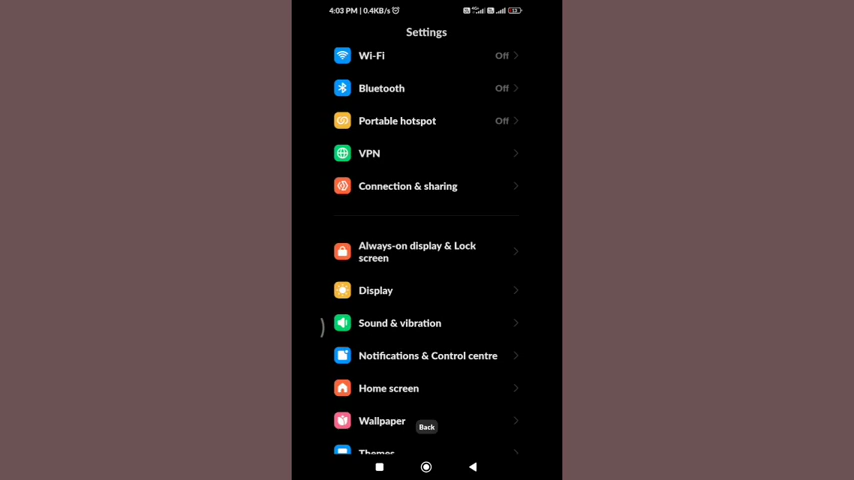 4:03 PM | 0.4KB/s
Settings
Wi-Fi
Off
Bluetooth
Off
Portable hotspot
Off
VPN
Connection & sharing
Always-on display & Lock
screen
Display
Sound & vibration
Notifications & Control centre
Home screen
Wallpaper
Back
Themes